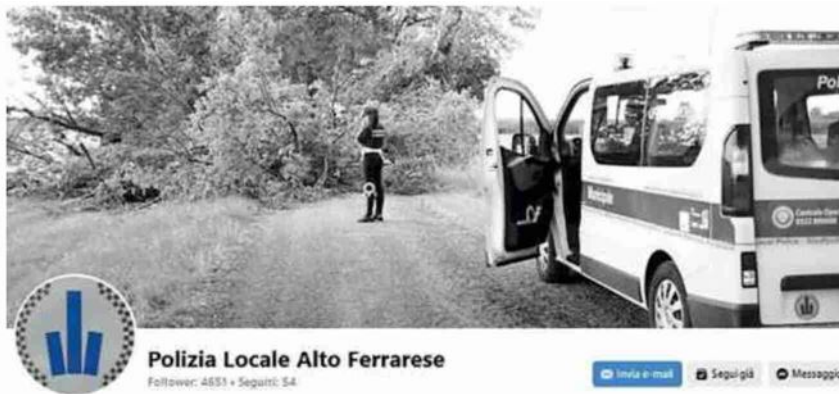 Pol
Municipale
Polizia Locale Alto Ferrarese
Follower: 4651 • Seguiti: 54
Invia e-mail
Segui già
Messaggio